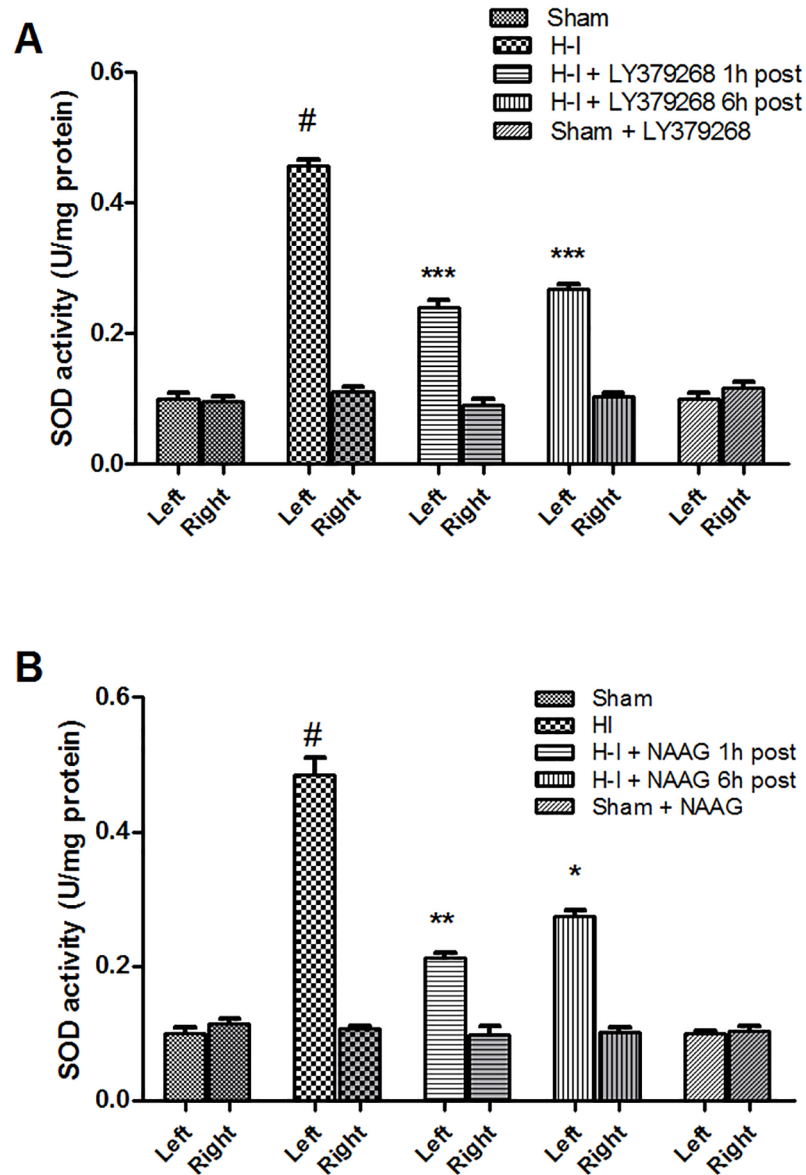 A
Sham
H-I
H-I + LY379268 1h post
H-I + LY379268 6h post
Sham + LY379268
SOD activity (U/mg protein)
0.6
0.4
0.2
0.0
#
***
***
Left Right Left Right Left Right Left Right Left Right
B
Sham
HI
H-I + NAAG 1h post
H-I + NAAG 6h post
Sham + NAAG
SOD activity (U/mg protein)
0.6
0.4
0.2
0.0
#
**
*
Left Right Left Right Left Right Left Right Left Right